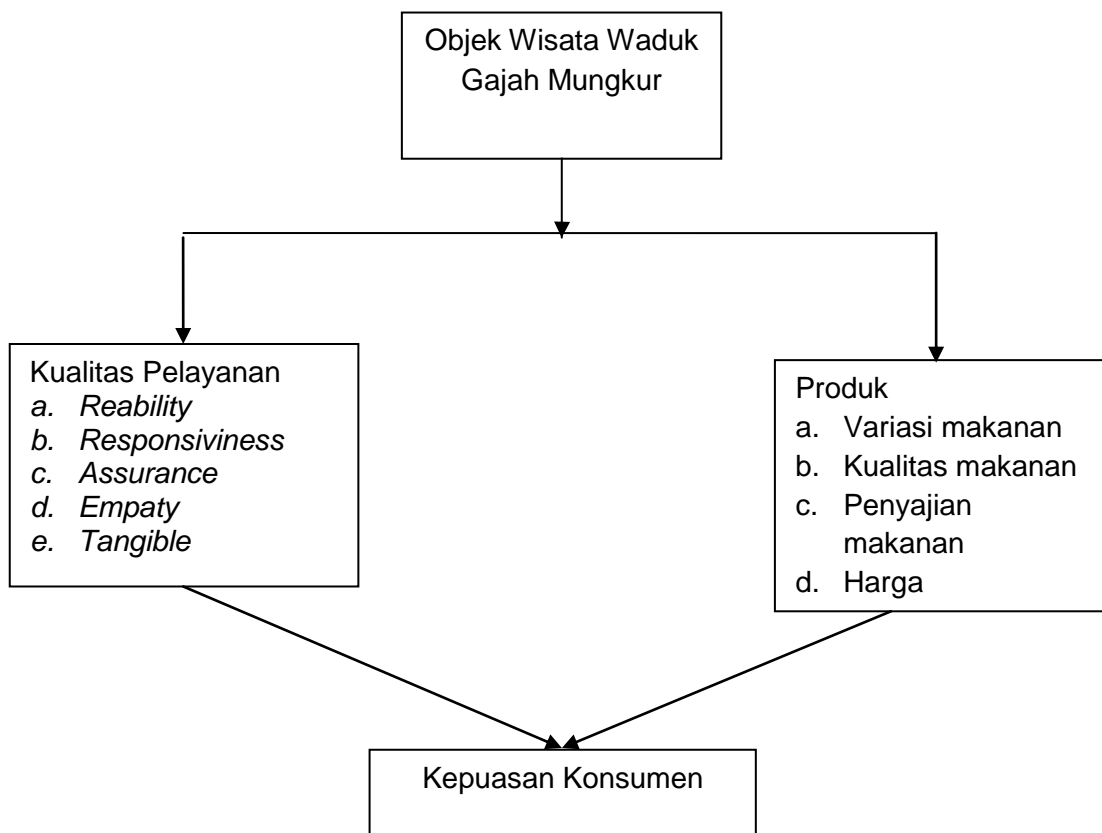 Objek Wisata Waduk
Gajah Mungkur
Kualitas Pelayanan
a. Reability
b. Responsiviness
c. Assurance
d. Empaty
e. Tangible
Produk
a. Variasi makanan
b. Kualitas makanan
c. Penyajian
makanan
d. Harga
Kepuasan Konsumen